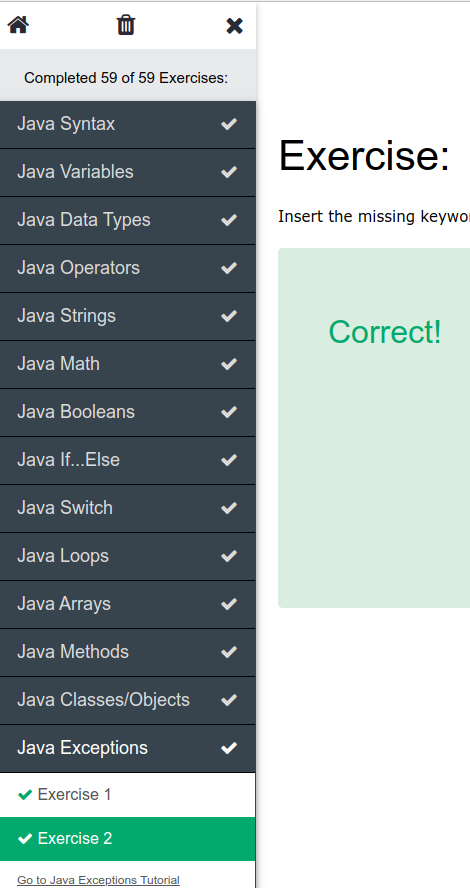 Completed 59 of 59 Exercises:
Java Syntax
Java Variables
Java Data Types
Java Operators
Java Strings
Java Math
Java Booleans
Java If...Else
Java Switch
Java Loops
Java Arrays
Java Methods
Java Classes/Objects
Java Exceptions
Exercise 1
Exercise 2
Go to Java Exceptions Tutorial
Exercise:
Insert the missing
Correct!